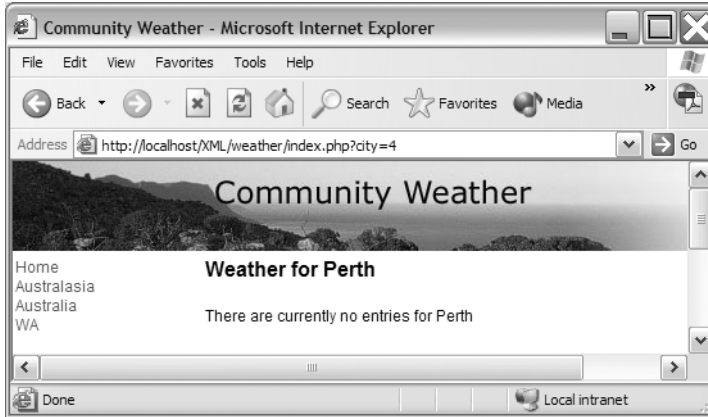 Community Weather - Microsoft Internet Explorer
File Edit View Favorites Tools Help
Back Search Favorites Media »
Address http://localhost/XML/weather/index.php?city=4 Go
Community Weather
Home
Australasia
Australia
WA
Weather for Perth
There are currently no entries for Perth
Done Local intranet